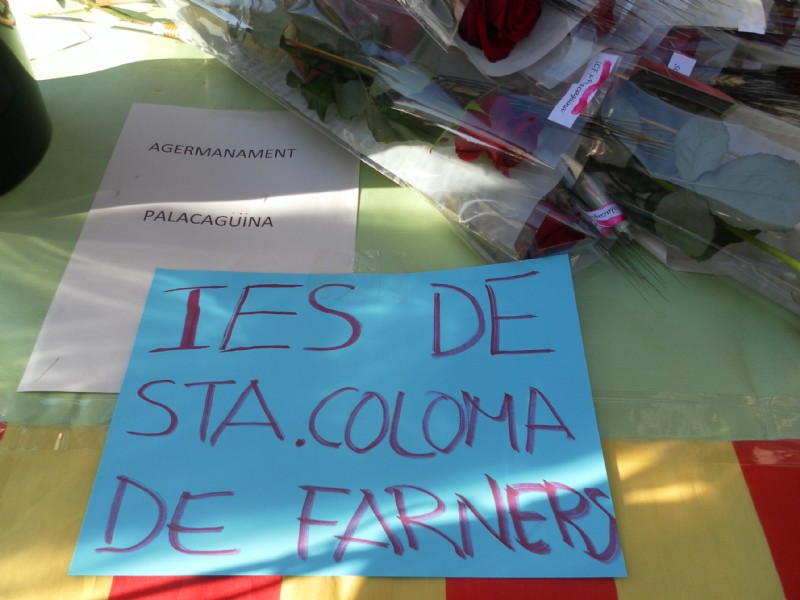 AGERMANAMENT
PALACAGÜINA
IES DE
STA. COLOMA
DE FARNERS